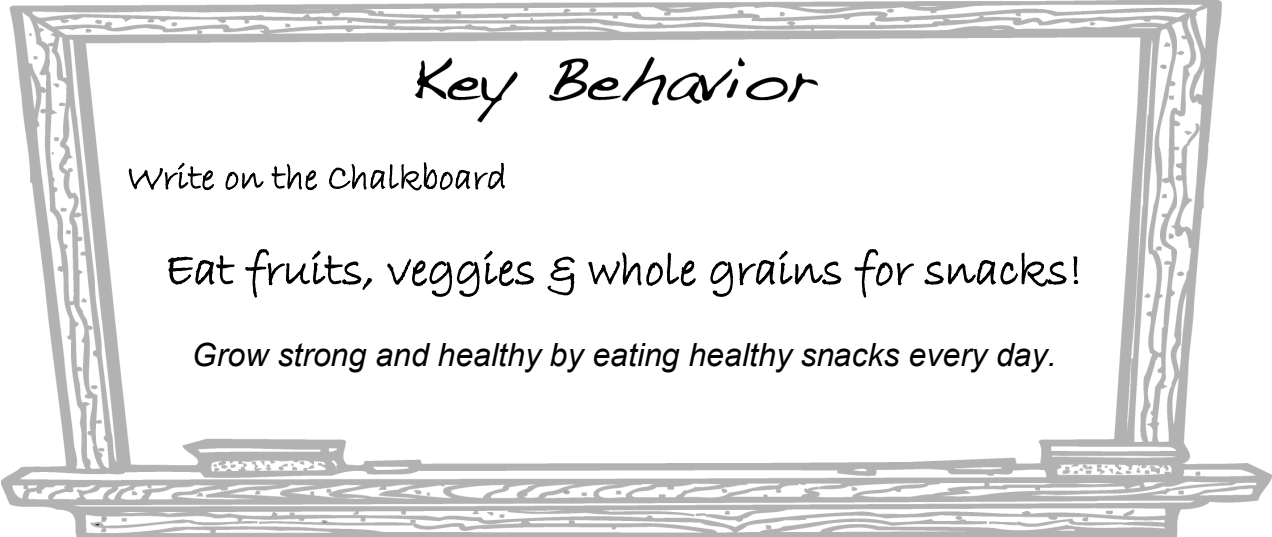 Key Behavior
Write on the Chalkboard
Eat fruits, veggies & whole grains for snacks!
Grow strong and healthy by eating healthy snacks every day.